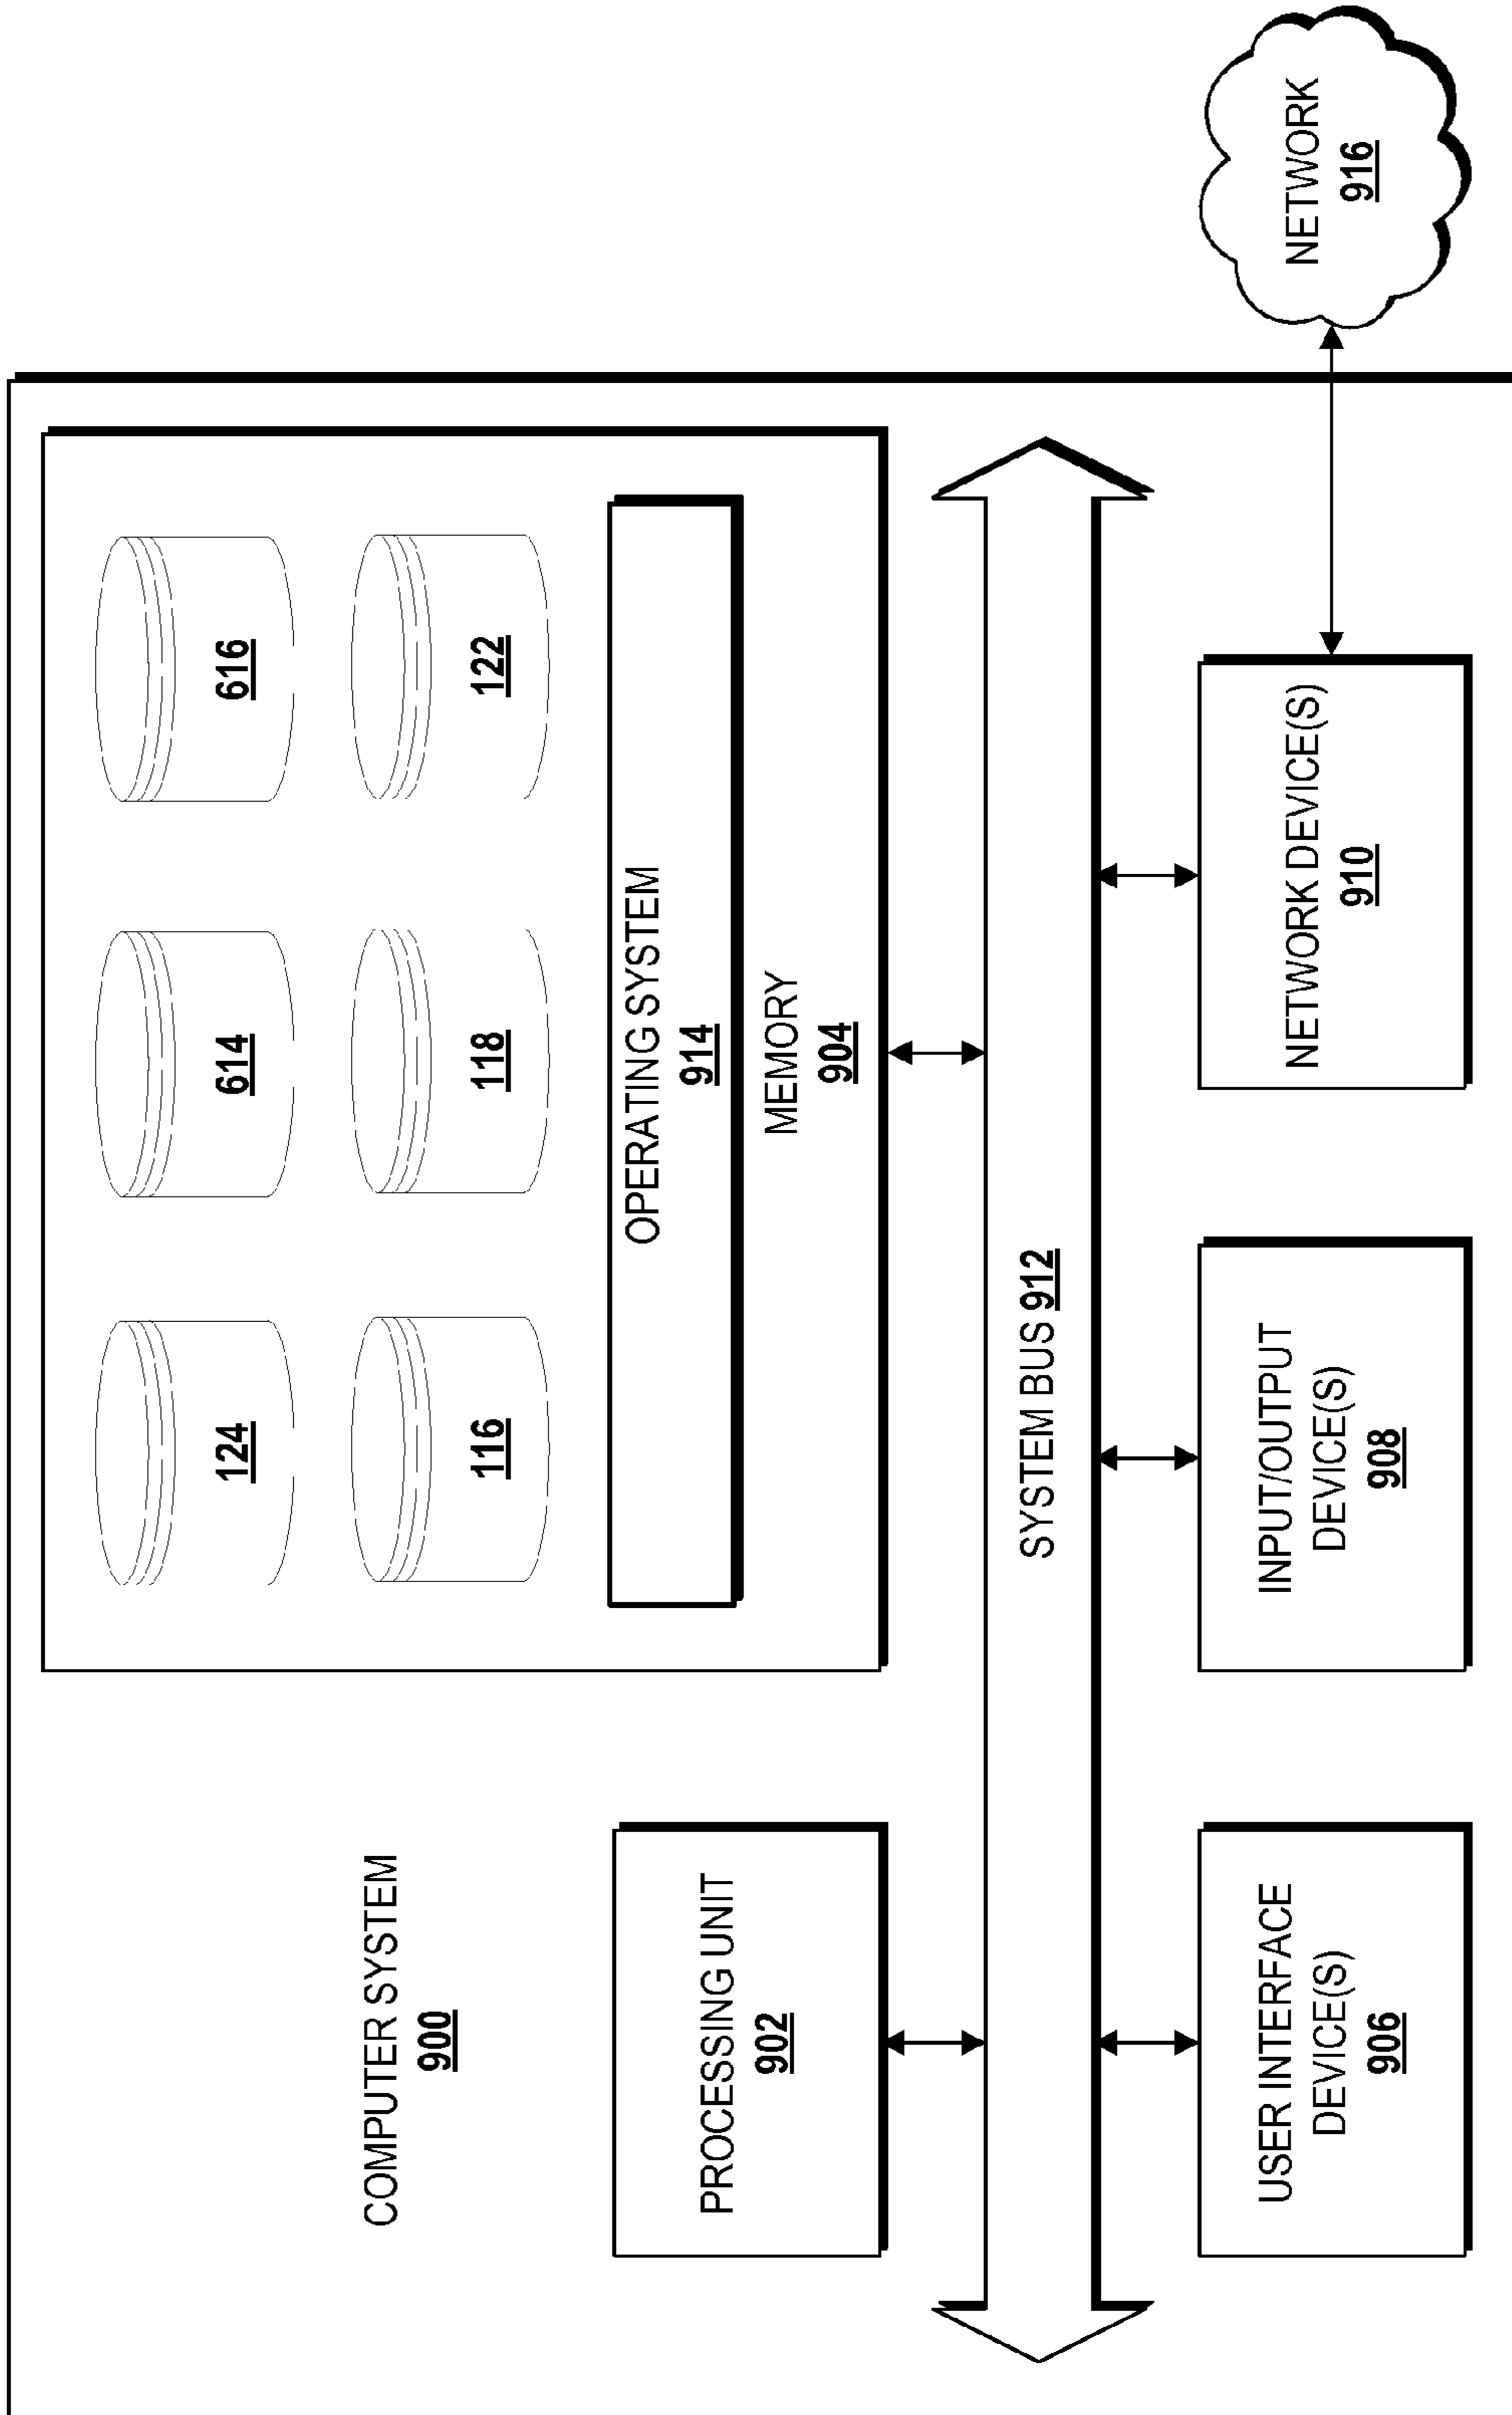 COMPUTER SYSTEM
900
124
614
616
116
118
122
OPERATING SYSTEM
914
MEMORY
904
PROCESSING UNIT
902
SYSTEM BUS 912
USER INTERFACE
DEVICE(S)
906
INPUT/OUTPUT
DEVICE(S)
908
NETWORK DEVICE(S)
910
NETWORK
916